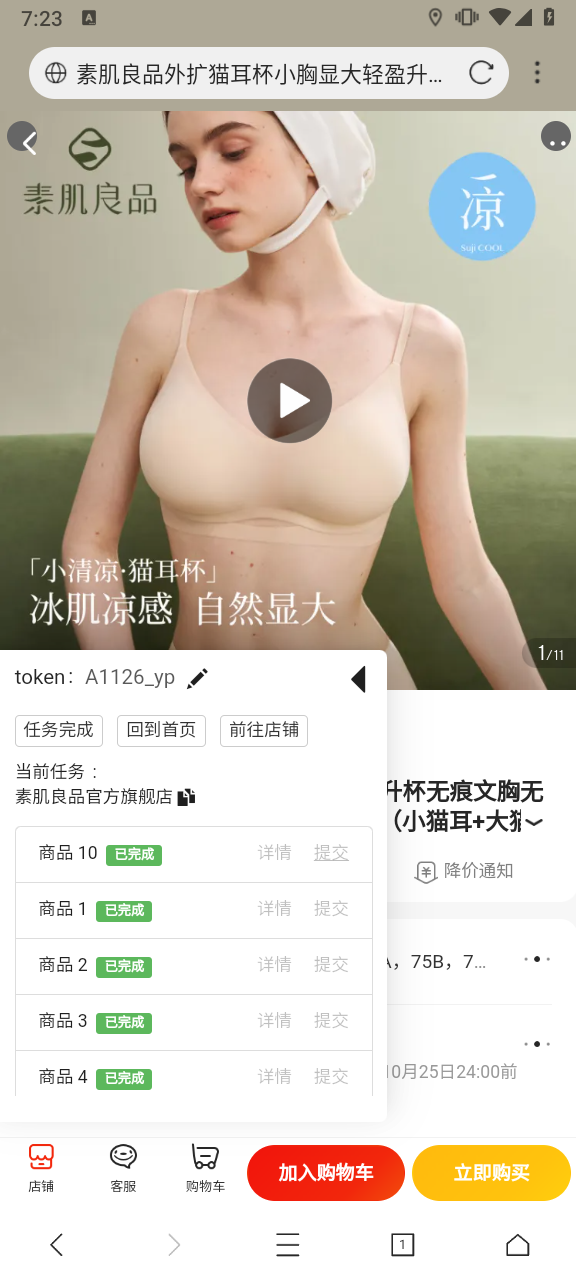 7:23
素肌良品外扩猫耳杯小胸显大轻盈升...
素肌良品
凉
Suji COOL
「小清凉·猫耳杯」
冰肌凉感 自然显大
1/11
token: A1126_yp
任务完成 回到首页 前往店铺
当前任务：
素肌良品官方旗舰店
商品 10 已完成 详情 提交
商品 1 已完成 详情 提交
商品 2 已完成 详情 提交
商品 3 已完成 详情 提交
商品 4 已完成 详情 提交
升杯无痕文胸无
（小猫耳+大猫
降价通知
A，75B，7...
10月25日24:00前
店铺 客服 购物车 加入购物车 立即购买
1